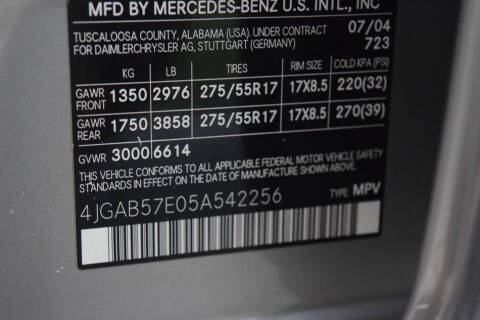 MFD BY MERCEDES-BENZ U.S. INTL., INC
TUSCALOOSA COUNTY, ALABAMA (USA). UNDER CONTRACT 07/04
FOR DAIMLERCHRYSLER AG, STUTTGART (GERMANY) 723
KG LB TIRES RIM SIZE COLD KPA (PSI)
GAWR FRONT 1350 2976 275/55R17 17X8.5 220(32)
GAWR REAR 1750 3858 275/55R17 17X8.5 270(39)
GVWR 3000 6614
THIS VEHICLE CONFORMS TO ALL APPLICABLE FEDERAL MOTOR VEHICLE SAFETY
STANDARDS IN EFFECT ON THE DATE OF MANUFACTURE SHOWN ABOVE.
4JGAB57E05A542256 TYPE: MPV